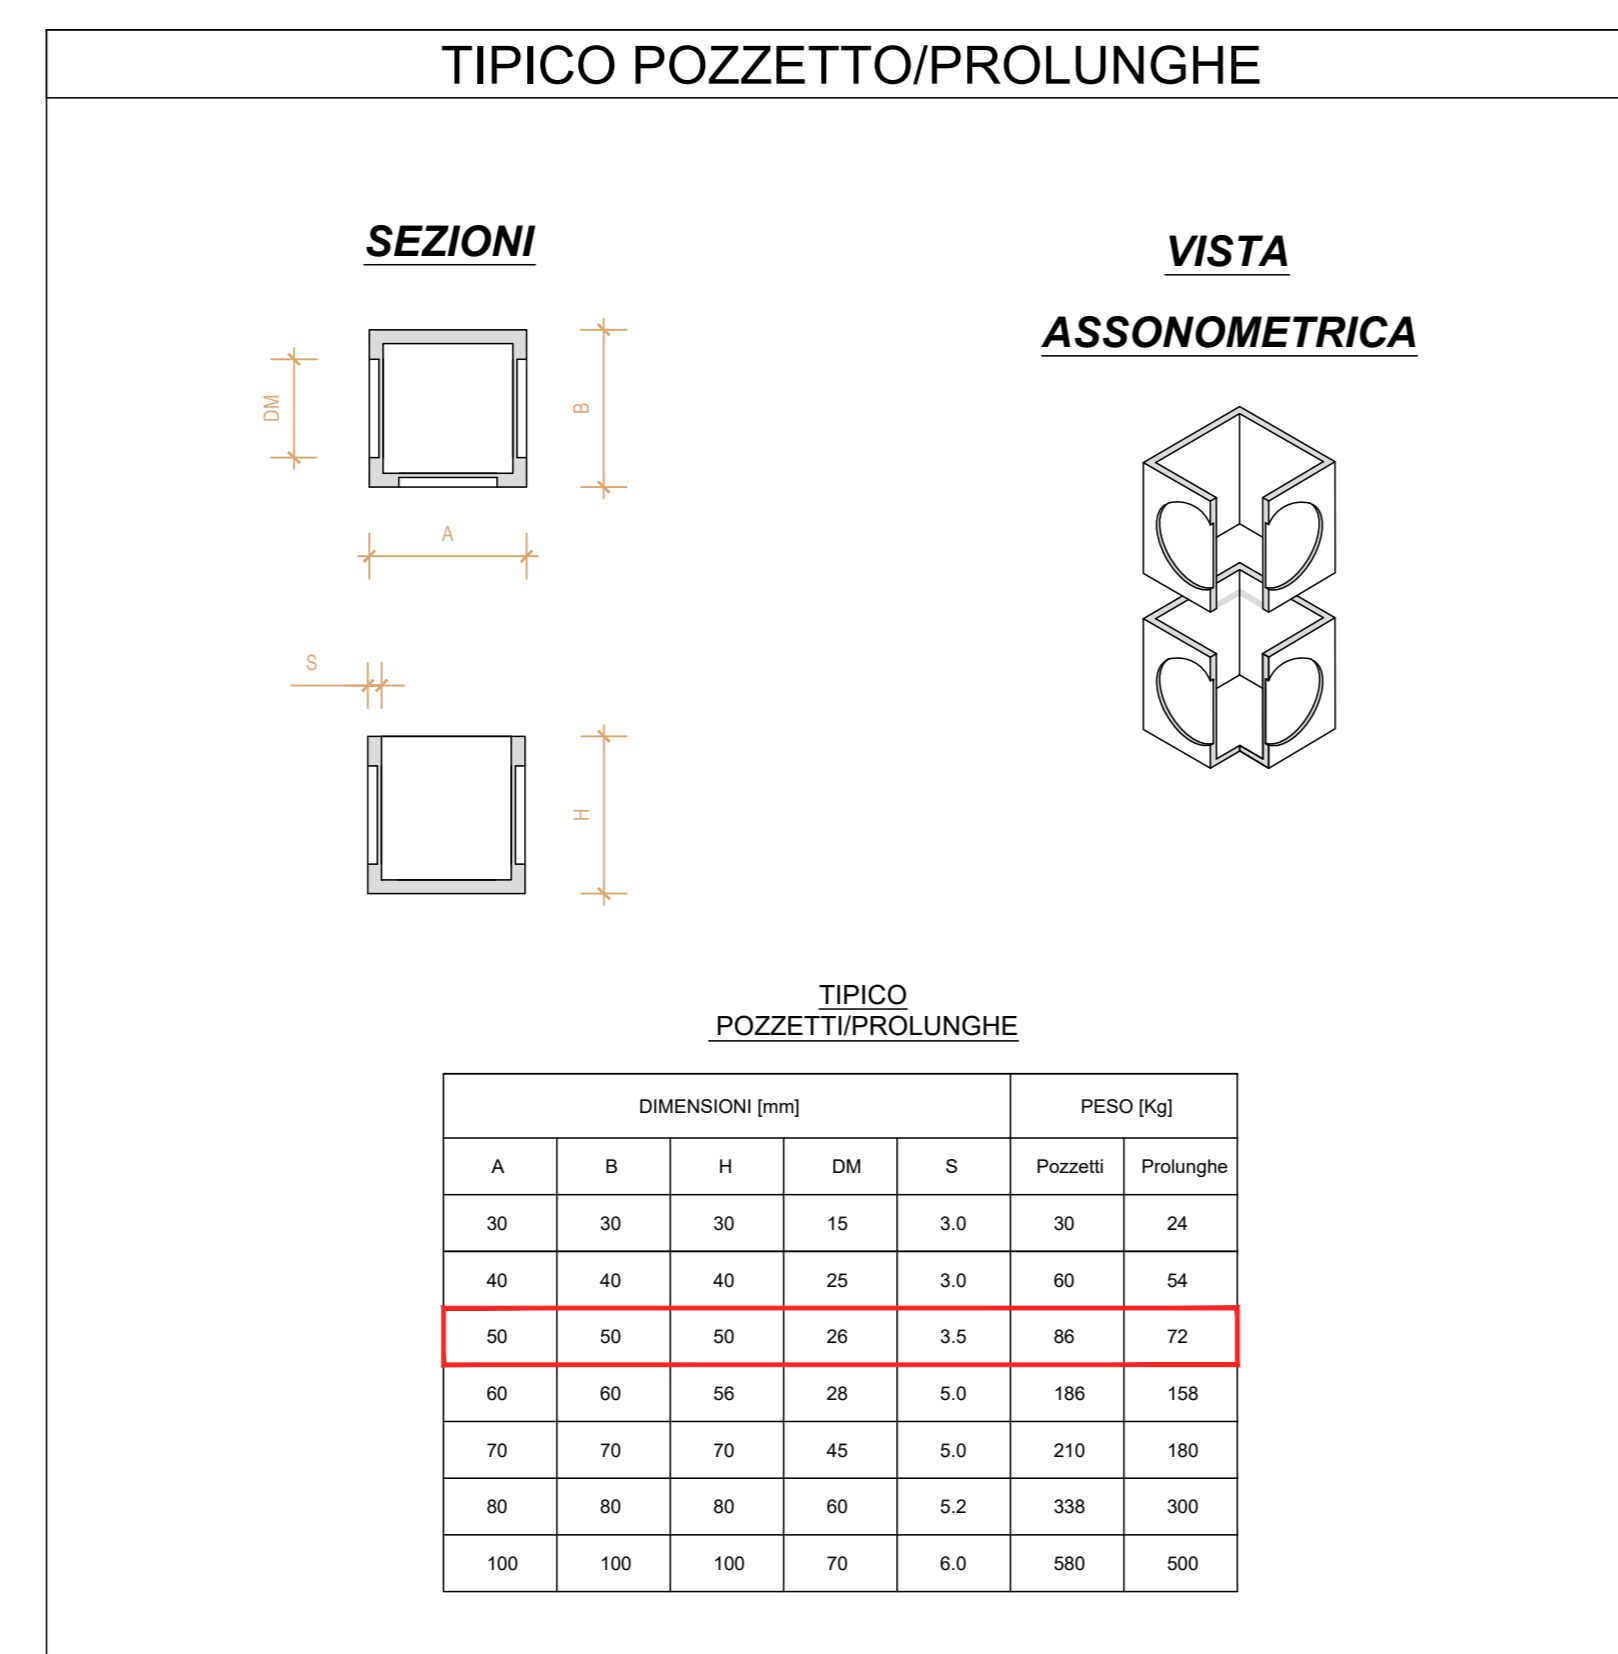 TIPICO POZZETTO/PROLUNGHE
SEZIONI
VISTA
ASSONOMETRICA
DM
B
A
S
H
TIPICO
POZZETTI/PROLUNGHE
DIMENSIONI [mm] PESO [Kg]
A B H DM S Pozzetti Prolunghe
30 30 30 15 3.0 30 24
40 40 40 25 3.0 60 54
50 50 50 26 3.5 86 72
60 60 56 28 5.0 186 158
70 70 70 45 5.0 210 180
80 80 80 60 5.2 338 300
100 100 100 70 6.0 580 500